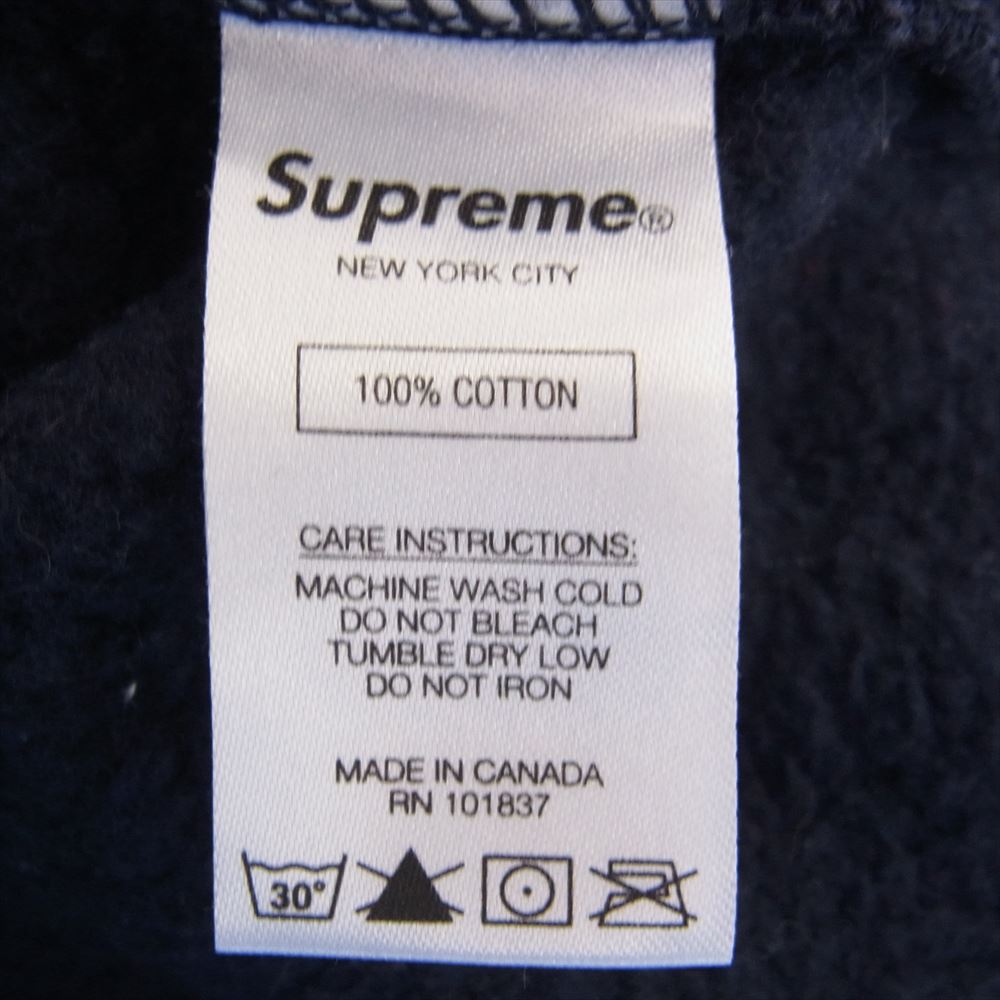 Supreme®
NEW YORK CITY
100% COTTON
CARE INSTRUCTIONS:
MACHINE WASH COLD
DO NOT BLEACH
TUMBLE DRY LOW
DO NOT IRON
MADE IN CANADA
RN 101837
30°